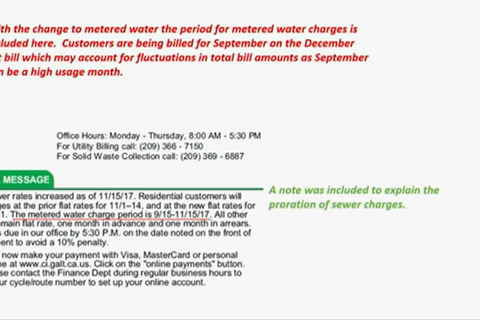 ith the change to metered water the period for metered water charges is
cluded here. Customers are being billed for September on the December
t bill which may account for fluctuations in total bill amounts as September
n be a high usage month.
Office Hours: Monday - Thursday, 8:00 AM - 5:30 PM
For Utility Billing call: (209) 366 - 7150
For Solid Waste Collection call: (209) 369 - 6887
MESSAGE
A note was included to explain the
proration of sewer charges.
wer rates increased as of 11/15/17. Residential customers will
ges at the prior flat rates for 11/1–14, and at the new flat rates for
1. The metered water charge period is 9/15-11/15/17. All other
emain flat rate, one month in advance and one month in arrears.
s due in our office by 5:30 P.M. on the date noted on the front of
ment to avoid a 10% penalty.
now make your payment with Visa, MasterCard or personal
ne at www.ci.galt.ca.us. Click on the "online payments" button.
se contact the Finance Dept during regular business hours to
ur cycle/route number to set up your online account.